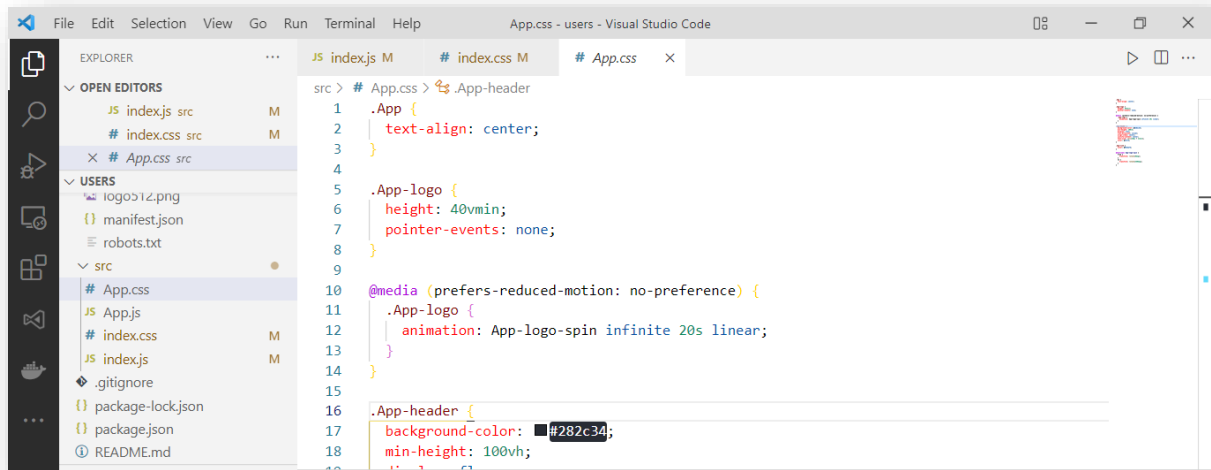 File Edit Selection View Go Run Terminal Help App.css - users - Visual Studio Code
EXPLORER ...
OPEN EDITORS
JS index.js src M
# index.css src M
# App.css src
USERS
logo512.png
{} manifest.json
robots.txt
src
# App.css
JS App.js
# index.css M
JS index.js M
.gitignore
{} package-lock.json
{} package.json
README.md
JS index.js M # index.css M # App.css
src > # App.css > .App-header
1 .App {
2 text-align: center;
3 }
4
5 .App-logo {
6 height: 40vmin;
7 pointer-events: none;
8 }
9
10 @media (prefers-reduced-motion: no-preference) {
11 .App-logo {
12 animation: App-logo-spin infinite 20s linear;
13 }
14 }
15
16 .App-header {
17 background-color: #282c34;
18 min-height: 100vh;